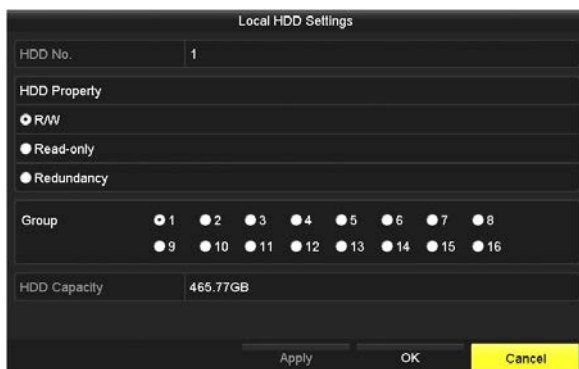 Local HDD Settings
HDD No. 1
HDD Property
R/W
Read-only
Redundancy
Group 1 2 3 4 5 6 7 8
9 10 11 12 13 14 15 16
HDD Capacity 465.77GB
Apply OK Cancel